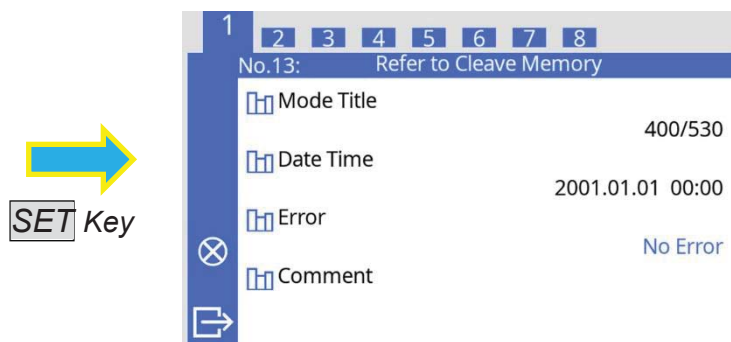 1
2 3 4 5 6 7 8
No.13: Refer to Cleave Memory
Mode Title
400/530
Date Time
2001.01.01 00:00
SET Key
Error
No Error
Comment